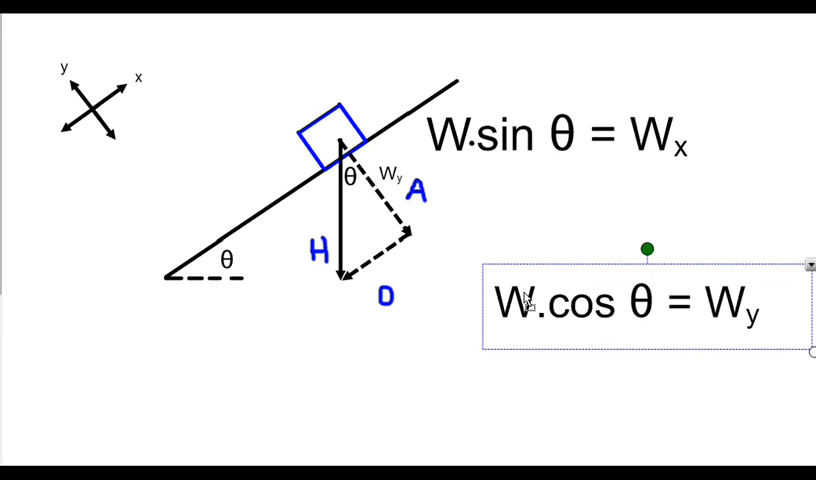 y
x
W.sin θ = Wx
θ
Wy
A
θ
H
O
W.cos θ = Wy